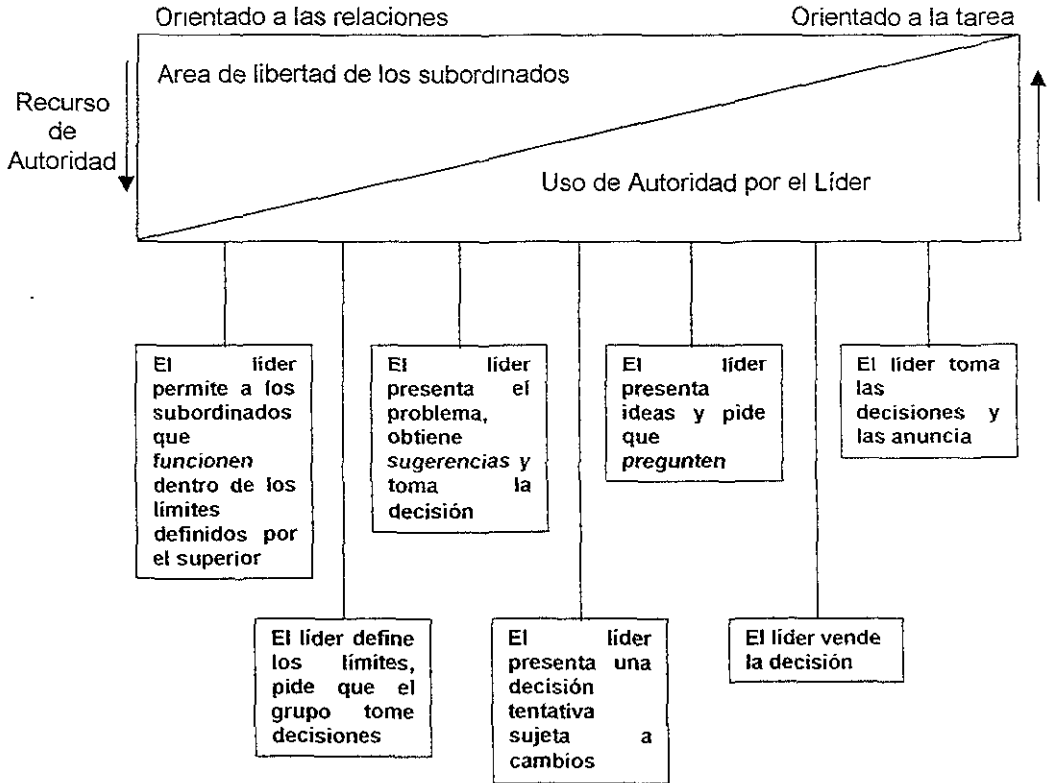 Orientado a las relaciones
Orientado a la tarea
Area de libertad de los subordinados
Recurso
de
Autoridad
Uso de Autoridad por el Líder
El líder
permite a los
subordinados
que
funcionen
dentro de los
límites
definidos por
el superior
El líder
presenta el
problema,
obtiene
sugerencias y
toma la
decisión
El líder
presenta
ideas y pide
que
pregunten
El líder toma
las
decisiones y
las anuncia
El líder define
los límites,
pide que el
grupo tome
decisiones
El líder
presenta una
decisión
tentativa
sujeta a
cambios
El líder vende
la decisión